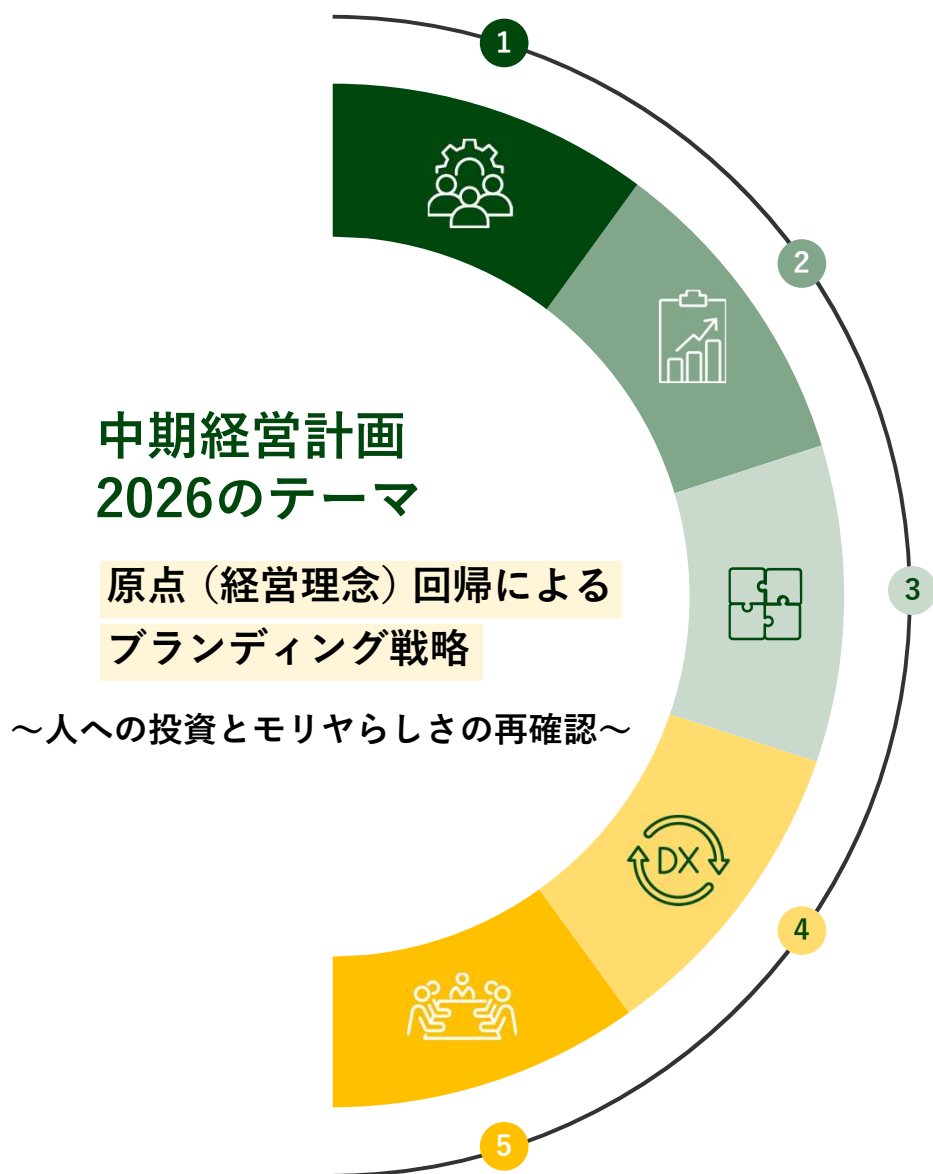 1
2
中期経営計画
2026のテーマ
原点（経営理念）回帰による
3
ブランディング戦略
～人への投資とモリヤらしさの再確認～
DX
4
5